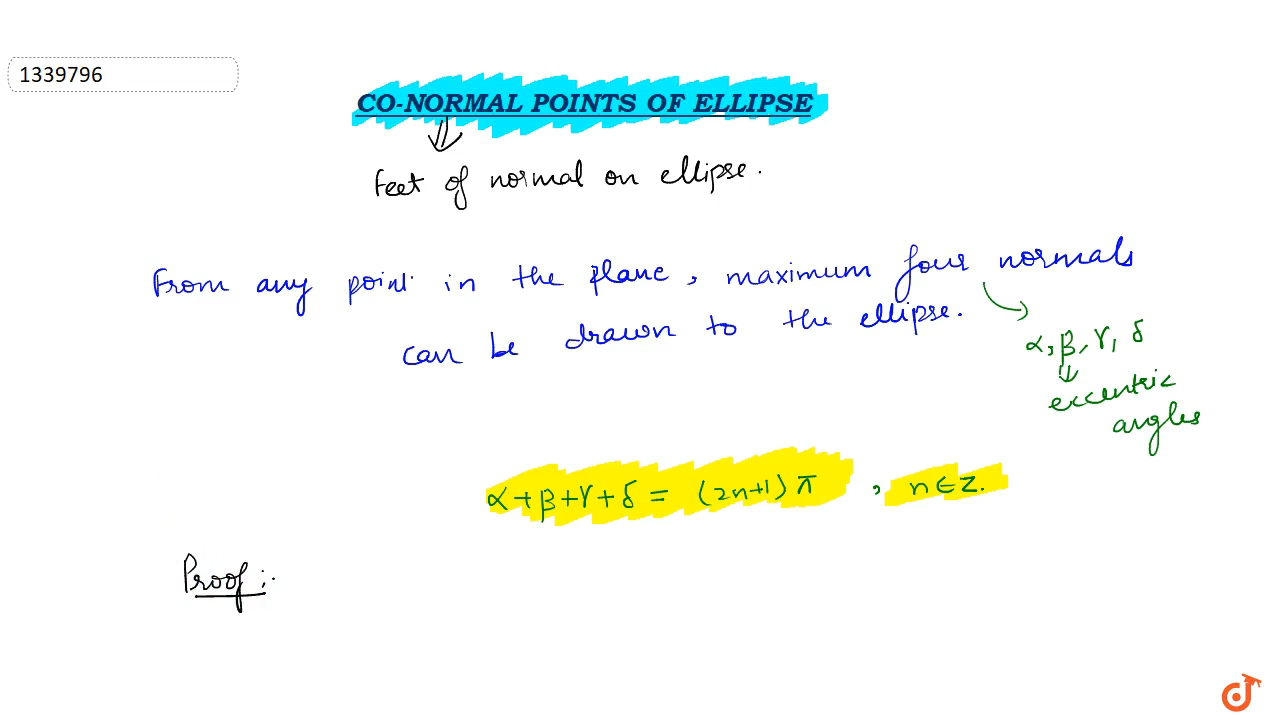 1339796
CO-NORMAL POINTS OF ELLIPSE
Feet of normal on ellipse.
From any point in the plane, maximum four normals
can be drawn to the ellipse.
α, β, γ, δ
eccentric
angles
α+β+γ+δ = (2n+1) π , n∈Z.
Proof :-